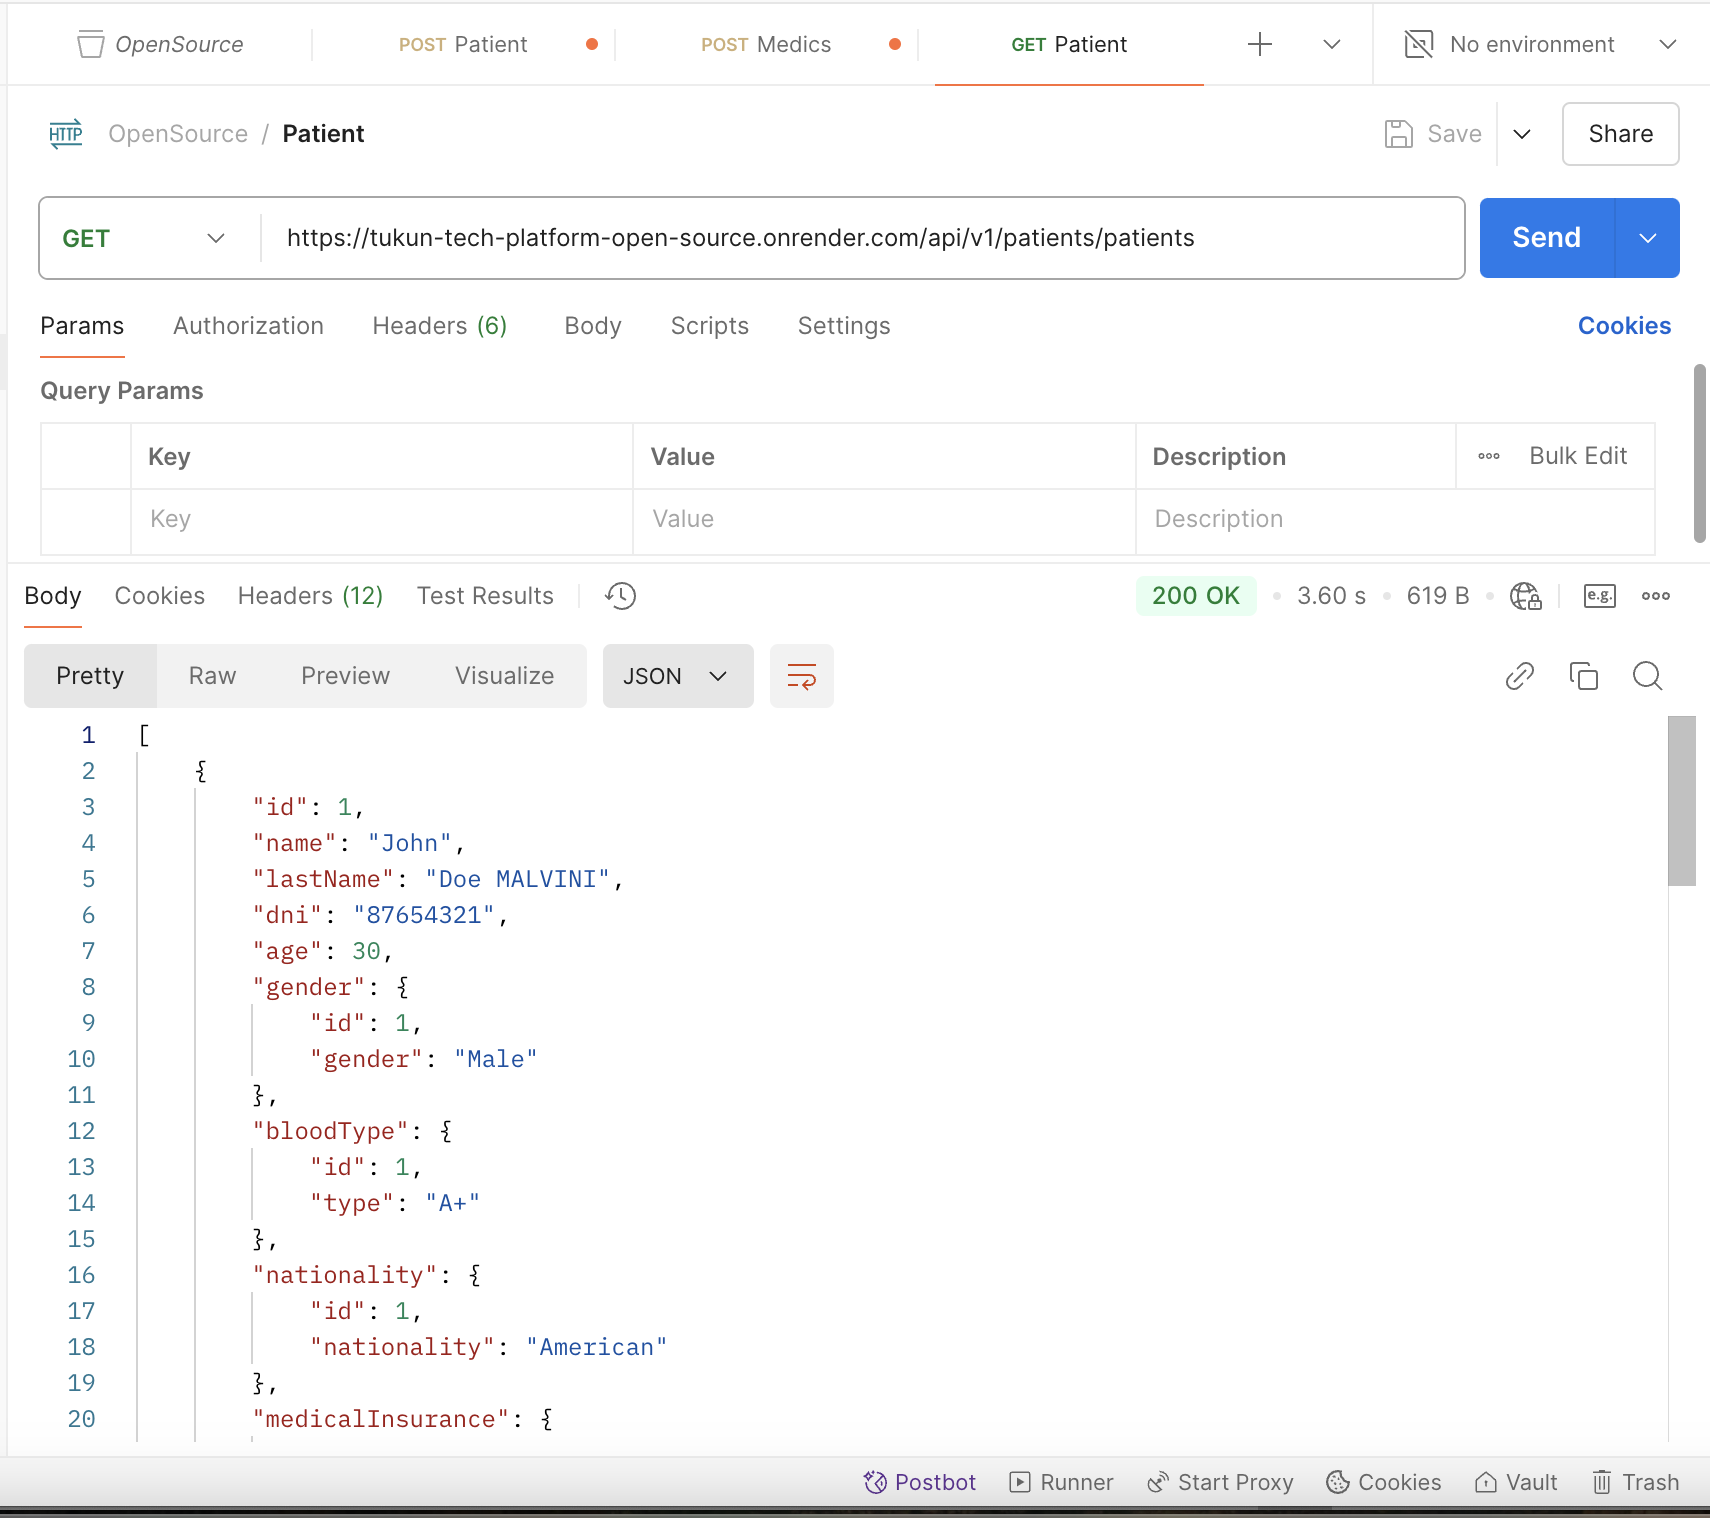 OpenSource POST Patient POST Medics GET Patient No environment
HTTP OpenSource / Patient Save Share
GET https://tukun-tech-platform-open-source.onrender.com/api/v1/patients/patients Send
Params Authorization Headers (6) Body Scripts Settings Cookies
Query Params
Key Value Description Bulk Edit
Key Value Description
Body Cookies Headers (12) Test Results 200 OK 3.60 s 619 B e.g.
Pretty Raw Preview Visualize JSON
1 [
2 {
3 "id": 1,
4 "name": "John",
5 "lastName": "Doe MALVINI",
6 "dni": "87654321",
7 "age": 30,
8 "gender": {
9 "id": 1,
10 "gender": "Male"
11 },
12 "bloodType": {
13 "id": 1,
14 "type": "A+"
15 },
16 "nationality": {
17 "id": 1,
18 "nationality": "American"
19 },
20 "medicalInsurance": {
Postbot Runner Start Proxy Cookies Vault Trash